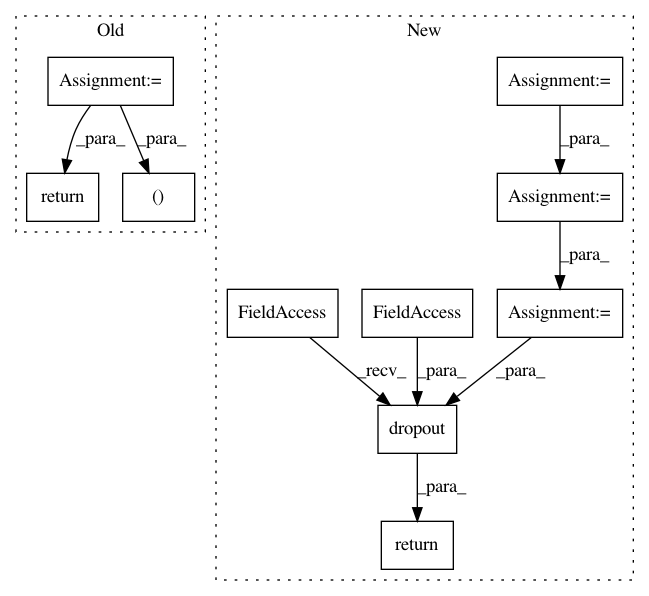 Old
New
Assignment:=
Assignment:=
_para_
_para_
_para_
return
()
Assignment:=
_para_
FieldAccess
FieldAccess
Assignment:=
_recv_
_para_
_para_
dropout
_para_
return